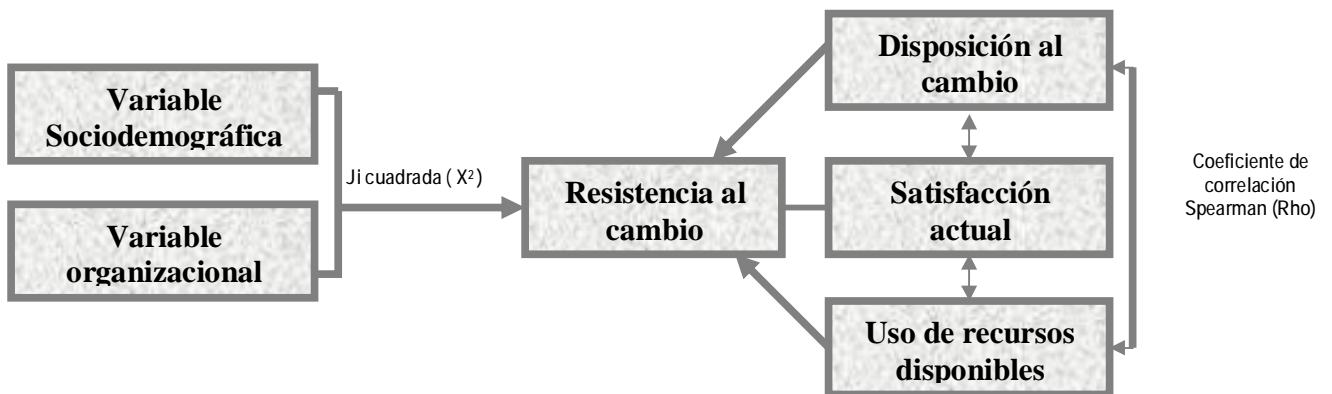 Variable
Sociodemográfica
Variable
organizacional
Ji cuadrada ( X²)
Resistencia al
cambio
Disposición al
cambio
Satisfacción
actual
Uso de recursos
disponibles
Coeficiente de
correlación
Spearman (Rho)